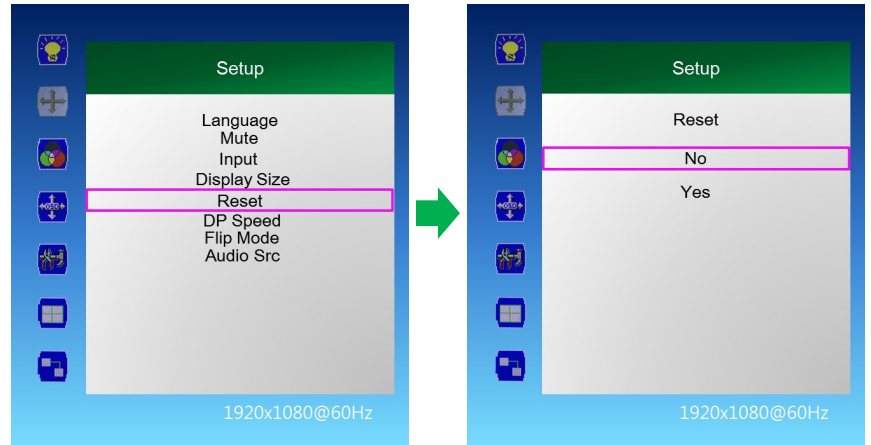 Setup
Language
Mute
Input
Display Size
Reset
DP Speed
Flip Mode
Audio Src
1920x1080@60Hz
Setup
Reset
No
Yes
1920x1080@60Hz